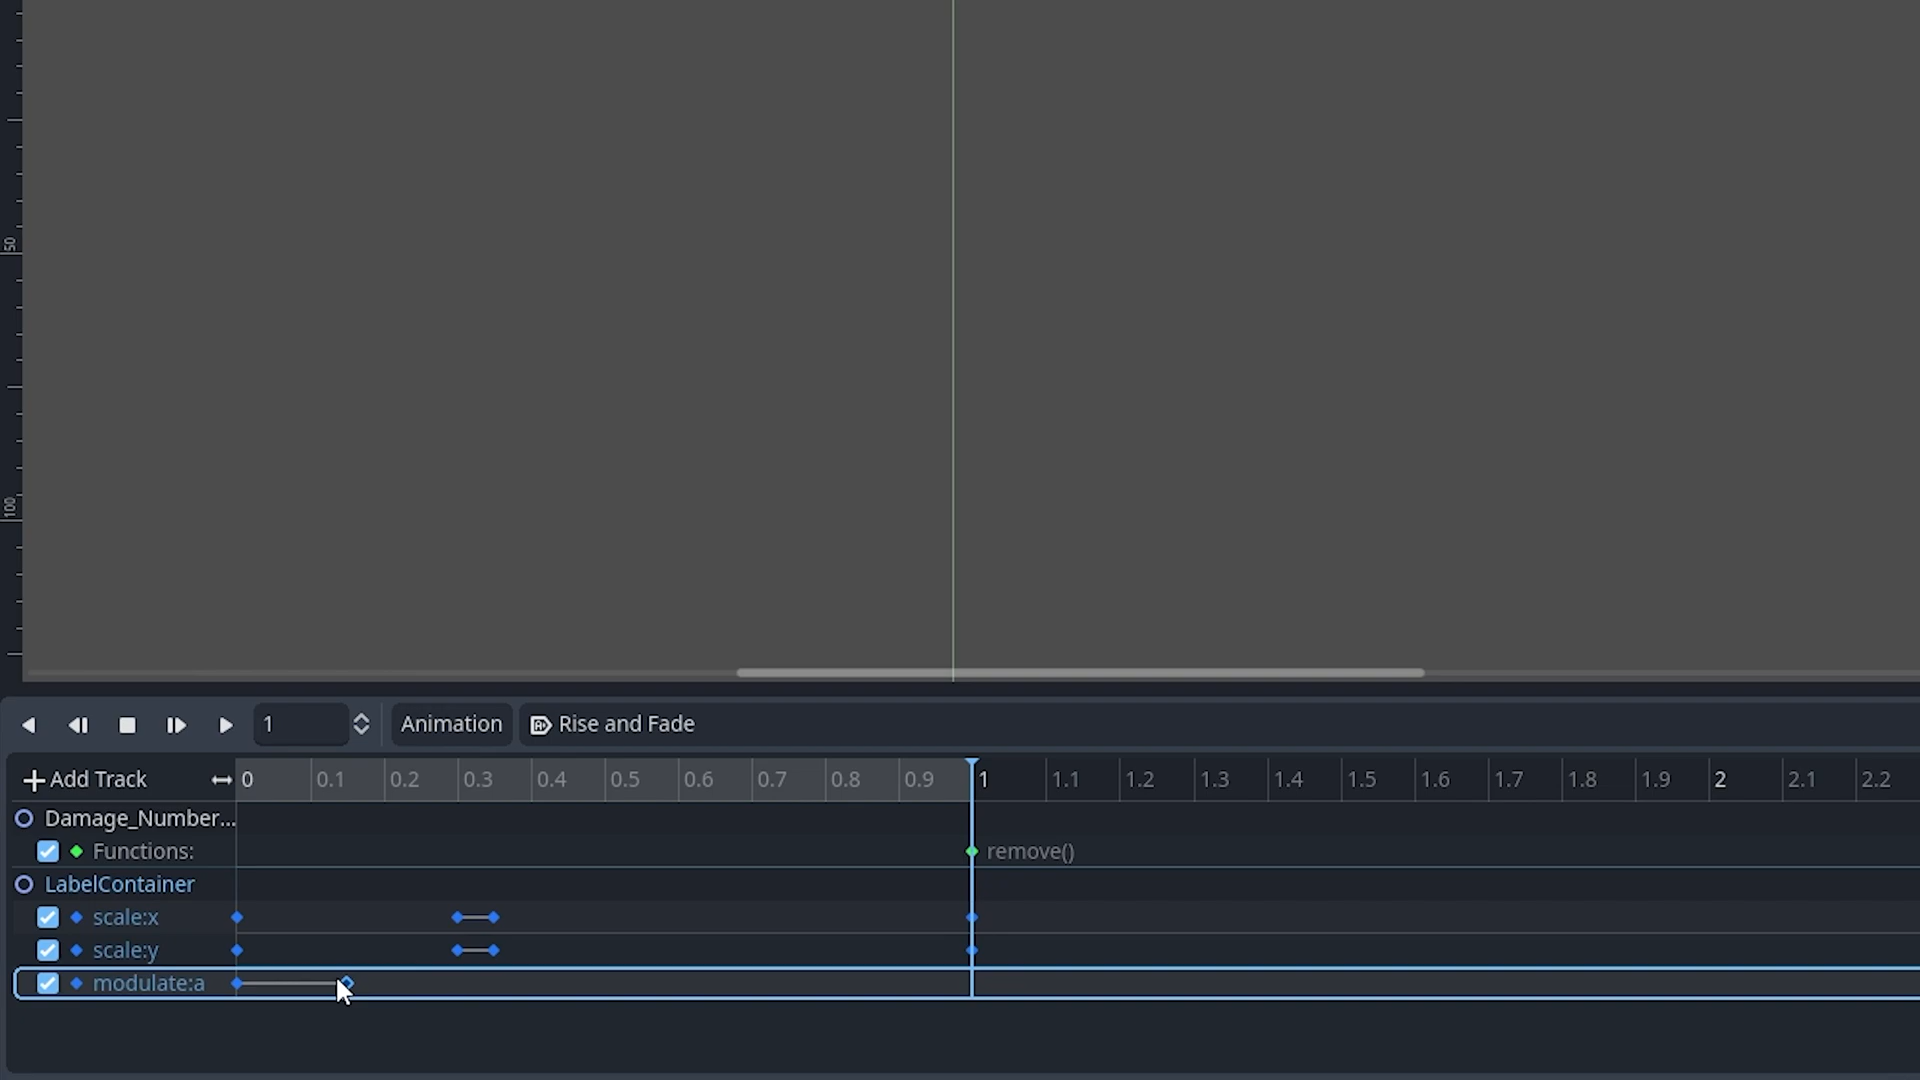 50
100
1 Animation Rise and Fade
Add Track 0 0.1 0.2 0.3 0.4 0.5 0.6 0.7 0.8 0.9 1 1.1 1.2 1.3 1.4 1.5 1.6 1.7 1.8 1.9 2 2.1 2.2
Damage_Number...
Functions: remove()
LabelContainer
scale:x
scale:y
modulate:a